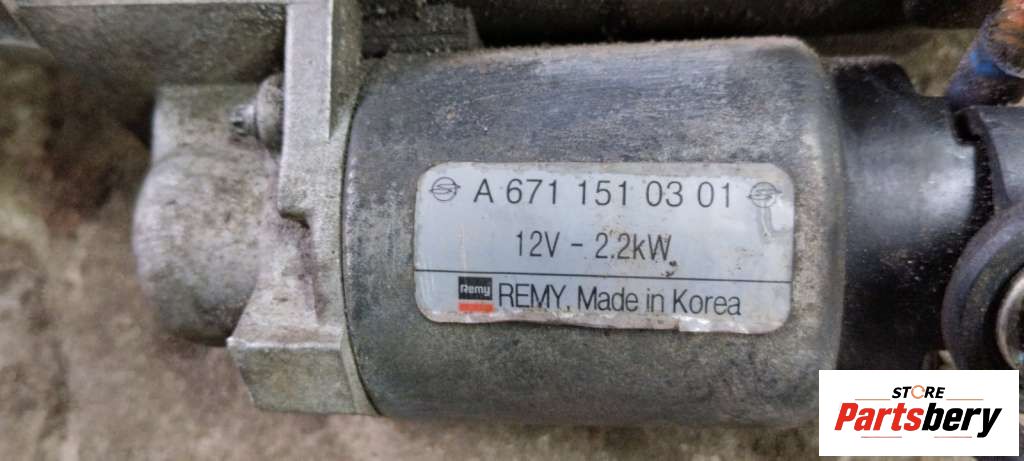 A 671 151 03 01
12V - 2.2kW
Remy REMY. Made in Korea
STORE
Partsbery